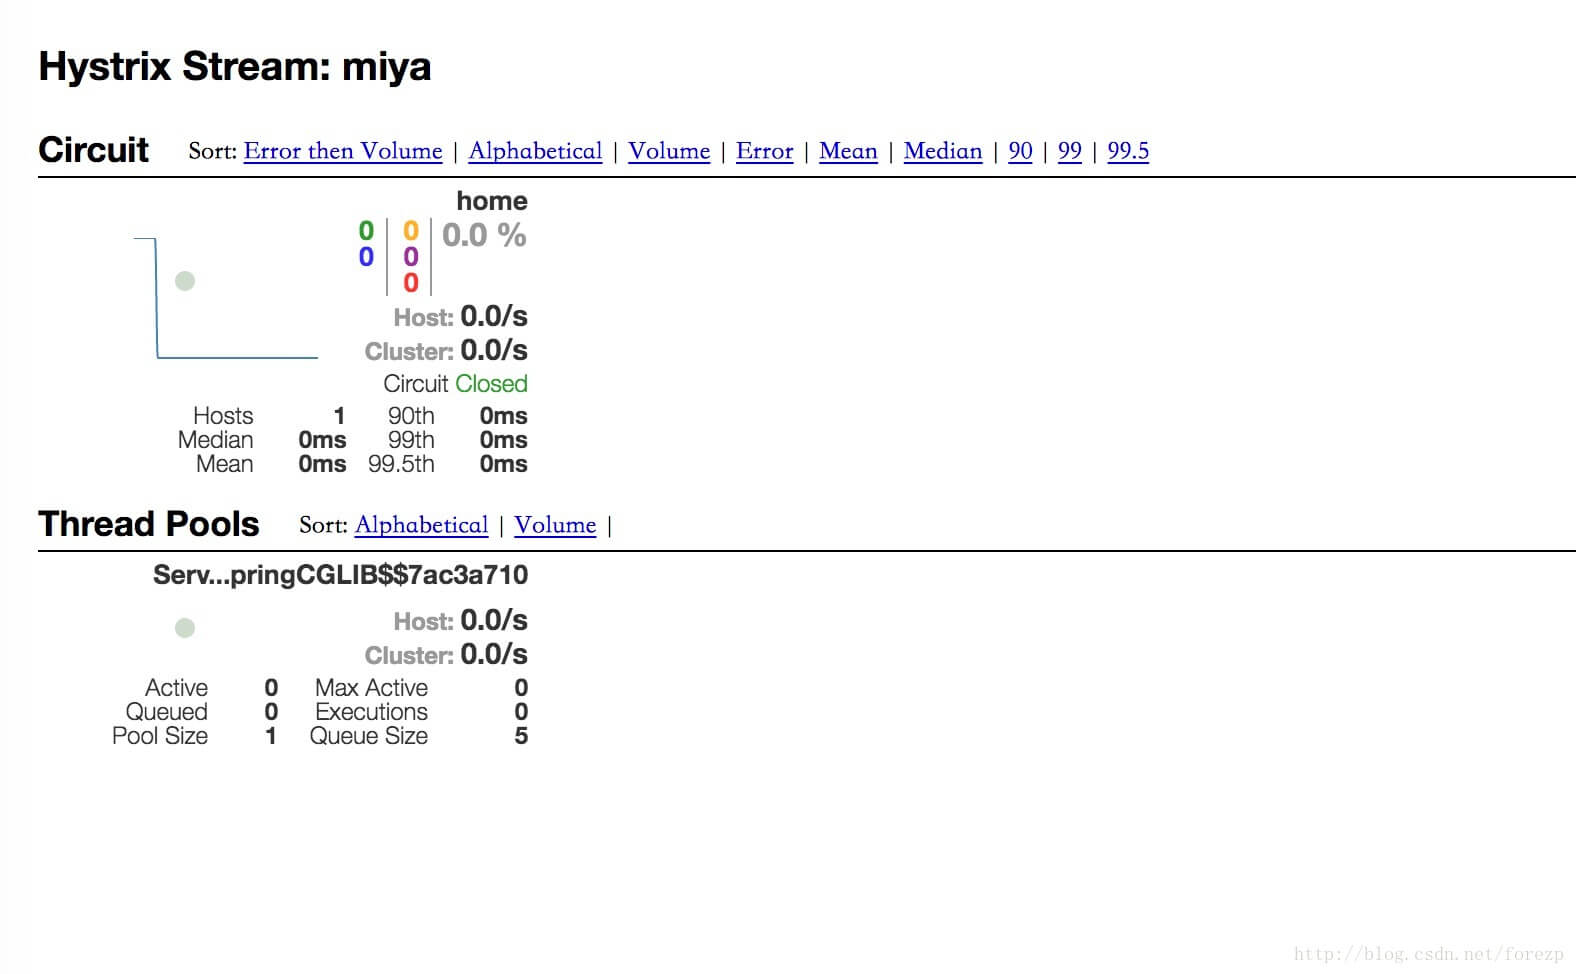 Hystrix Stream: miya
Circuit Sort: Error then Volume | Alphabetical | Volume | Error | Mean | Median | 90 | 99 | 99.5
home
0 0 0.0 %
0 0
0
Host: 0.0/s
Cluster: 0.0/s
Circuit Closed
Hosts 1 90th 0ms
Median 0ms 99th 0ms
Mean 0ms 99.5th 0ms
Thread Pools Sort: Alphabetical | Volume |
Serv...pringCGLIB$$7ac3a710
Host: 0.0/s
Cluster: 0.0/s
Active 0 Max Active 0
Queued 0 Executions 0
Pool Size 1 Queue Size 5
http://blog.csdn.net/forezp